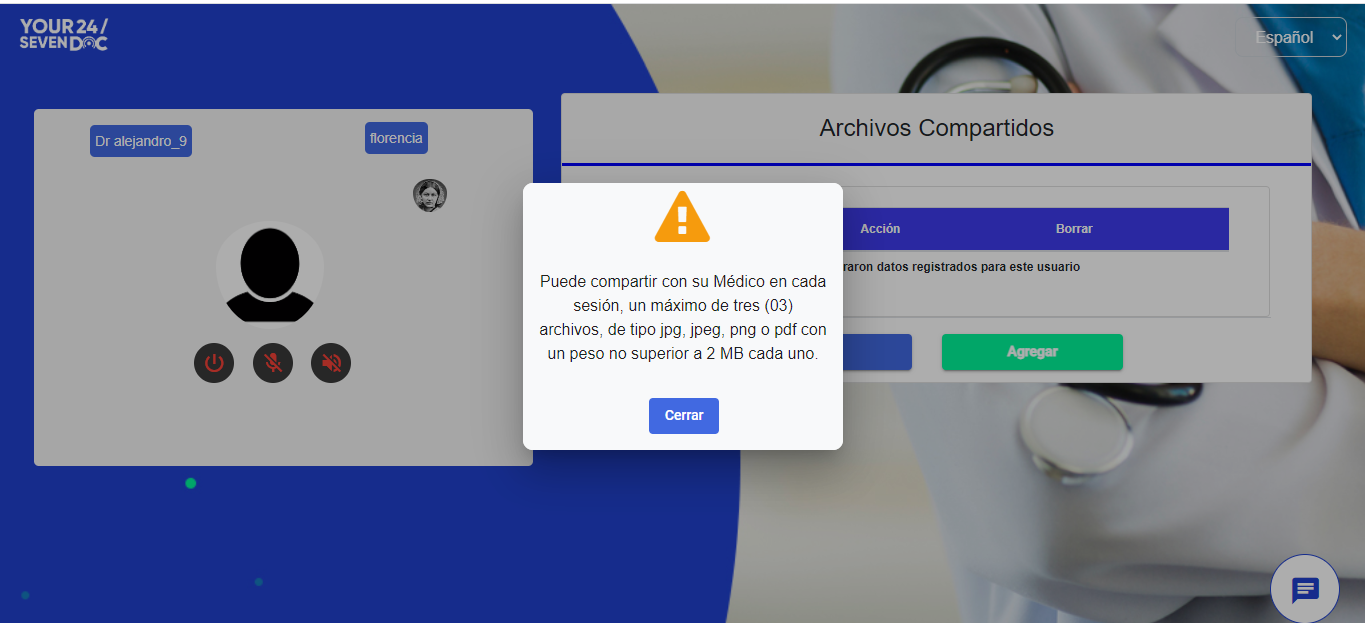 YOUR 24/
SEVEN DOC
Español
Dr alejandro_9
florencia
Archivos Compartidos
Acción
Borrar
datos registrados para este usuario
Agregar
Puede compartir con su Médico en cada
sesión, un máximo de tres (03)
archivos, de tipo jpg, jpeg, png o pdf con
un peso no superior a 2 MB cada uno.
Cerrar